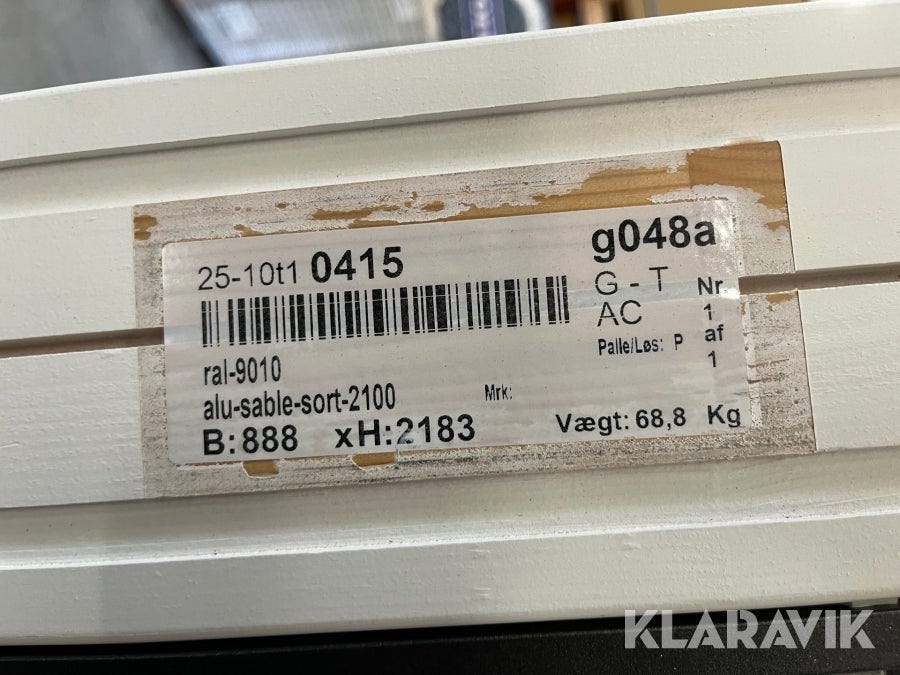 25-10t1 0415
g048a
G - T
AC
Nr
1
af
1
Palle/Løs: P
ral-9010
alu-sable-sort-2100
Mrk:
B:888 xH:2183
Vægt: 68,8 Kg
KLARAVIK